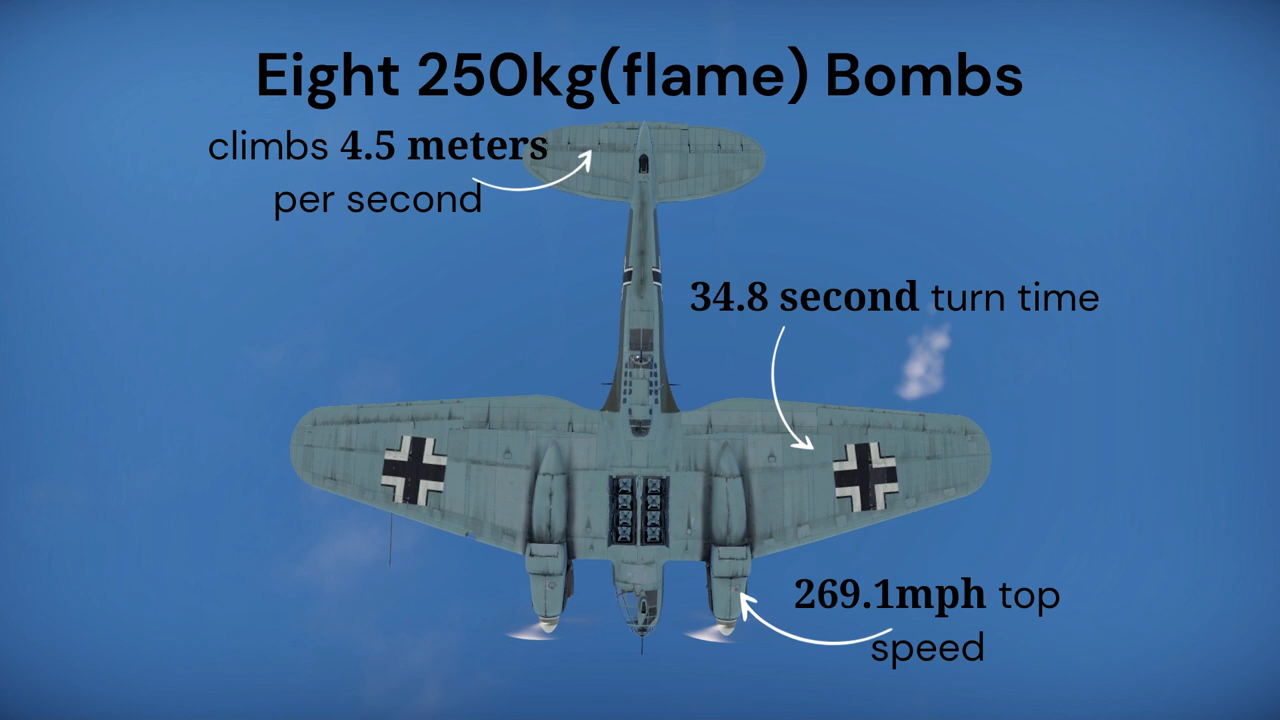 Eight 250kg(flame) Bombs
climbs 4.5 meters
per second
34.8 second turn time
269.1mph top
speed